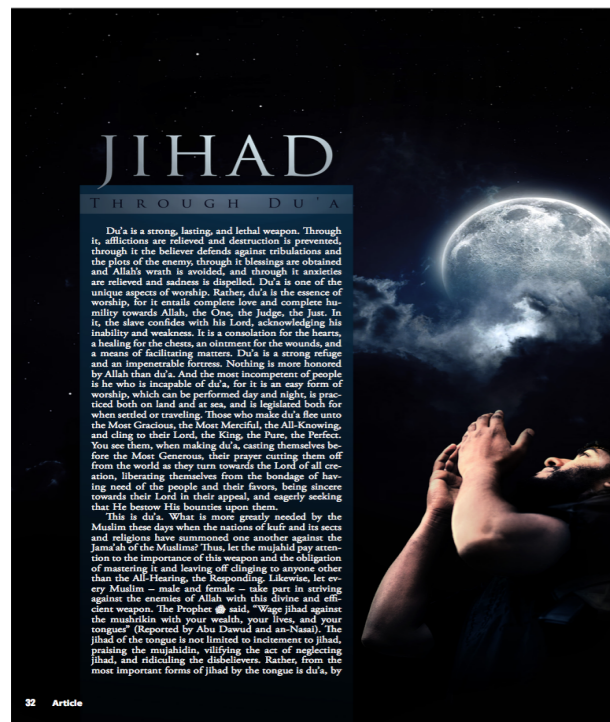 JIHAD
THROUGH DU'A
Du'a is a strong, lasting, and lethal weapon. Through
it, afflictions are relieved and destruction is prevented,
through it the believer defends against tribulations and
the plots of the enemy, through it blessings are obtained
and Allah's wrath is avoided, and through it anxieties
are relieved and sadness is dispelled. Du'a is one of the
unique aspects of worship. Rather, du'a is the essence of
worship, for it entails complete love and complete hu-
mility towards Allah, the One, the Judge, the Just. In
it, the slave confides with his Lord, acknowledging his
inability and weakness. It is a consolation for the hearts,
a healing for the chests, an ointment for the wounds, and
a means of facilitating matters. Du'a is a strong refuge
and an impenetrable fortress. Nothing is more honored
by Allah than du'a. And the most incompetent of people
is he who is incapable of du'a, for it is an easy form of
worship, which can be performed day and night, is prac-
ticed both on land and at sea, and is legislated both for
when settled or traveling. Those who make du'a flee unto
the Most Gracious, the Most Merciful, the All-Knowing,
and cling to their Lord, the King, the Pure, the Perfect.
You see them, when making du'a, casting themselves be-
fore the Most Generous, their prayer cutting them off
from the world as they turn towards the Lord of all cre-
ation, liberating themselves from the bondage of hav-
ing need of the people and their favors, being sincere
towards their Lord in their appeal, and eagerly seeking
that He bestow His bounties upon them.
This is du'a. What is more greatly needed by the
Muslim these days when the nations of kufr and its sects
and religions have summoned one another against the
Jama'ah of the Muslims? Thus, let the mujahid pay atten-
tion to the importance of this weapon and the obligation
of mastering it and leaving off clinging to anyone other
than the All-Hearing, the Responding. Likewise, let ev-
ery Muslim – male and female – take part in striving
against the enemies of Allah with this divine and effi-
cient weapon. The Prophet ﷺ said, "Wage jihad against
the mushrikin with your wealth, your lives, and your
tongues" (Reported by Abu Dawud and an-Nasai). The
jihad of the tongue is not limited to incitement to jihad,
praising the mujahidin, vilifying the act of neglecting
jihad, and ridiculing the disbelievers. Rather, from the
most important forms of jihad by the tongue is du'a, by
32 Article